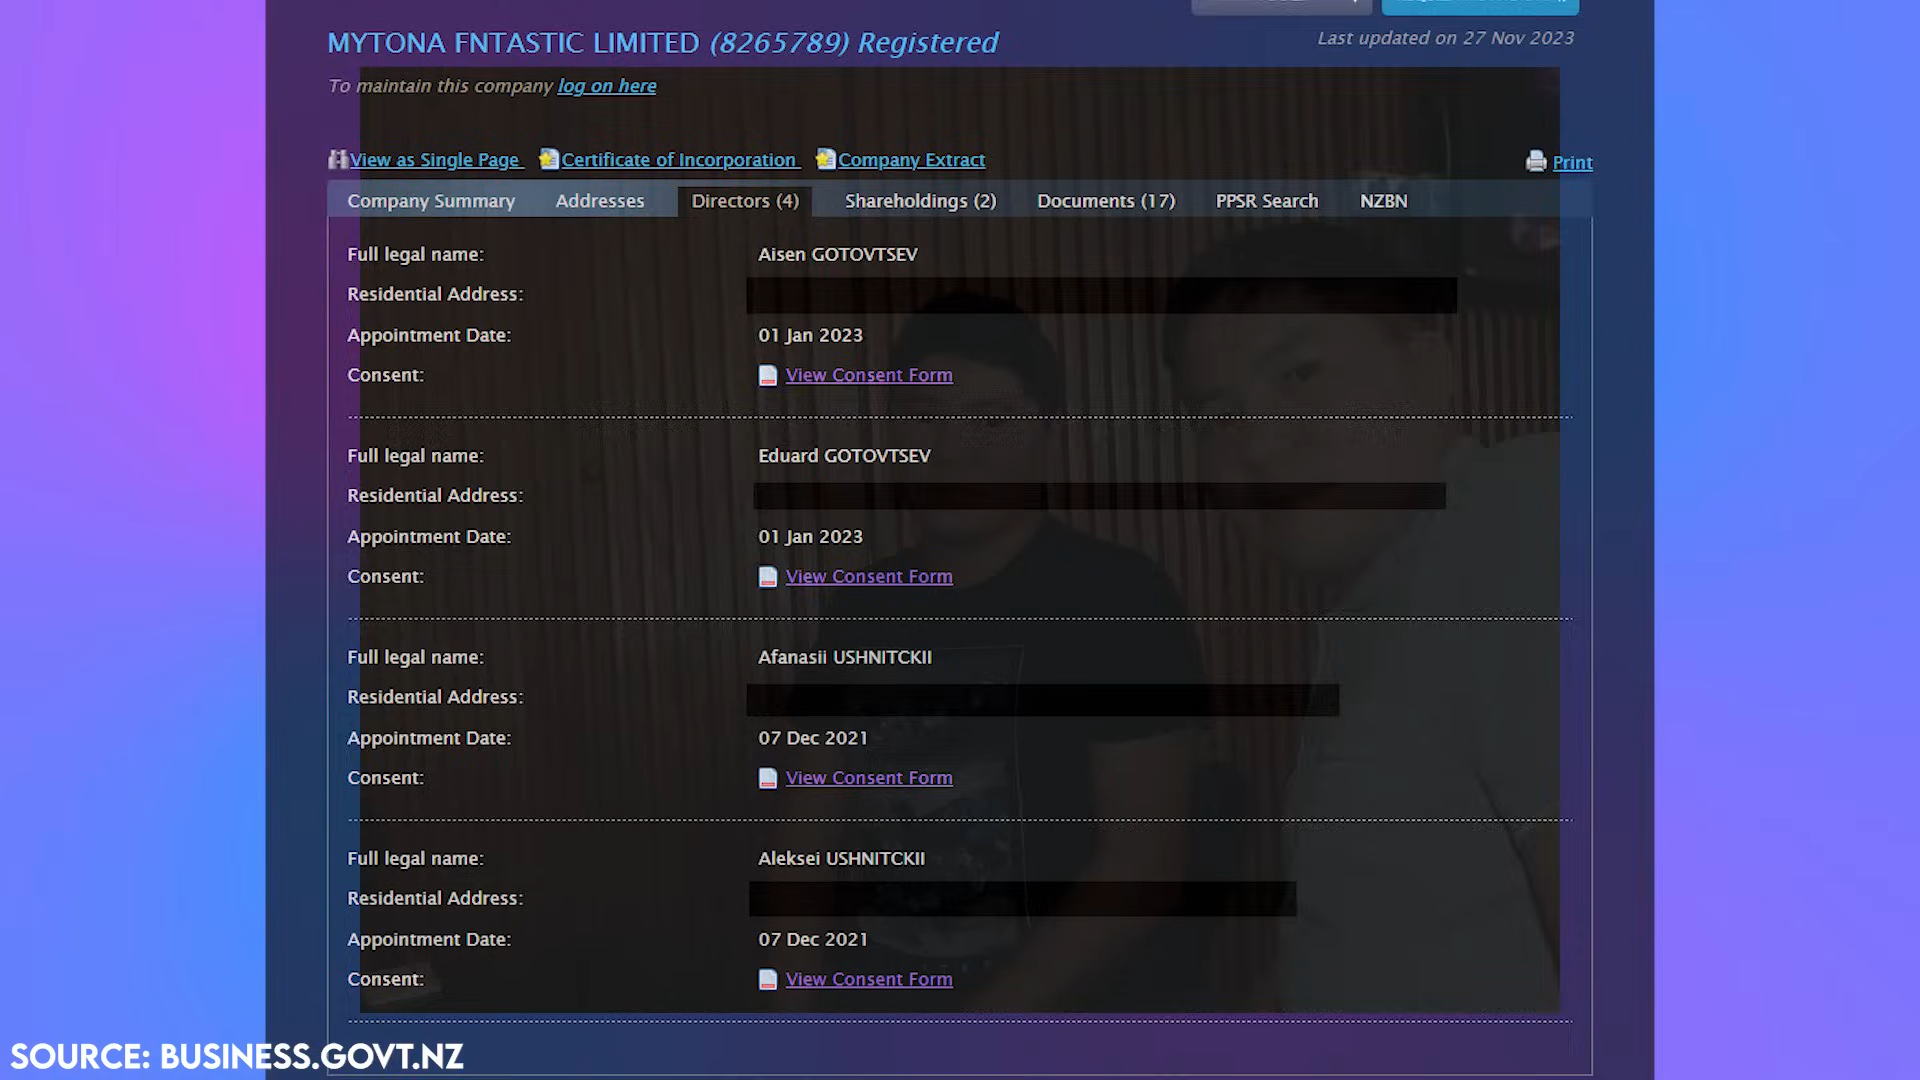 MYTONA FNTASTIC LIMITED (8265789) Registered
Last updated on 27 Nov 2023
To maintain this company log on here
View as Single Page Certificate of Incorporation Company Extract Print
Company Summary Addresses Directors (4) Shareholdings (2) Documents (17) PPSR Search NZBN
Full legal name: Aisen GOTOVTSEV
Residential Address:
Appointment Date: 01 Jan 2023
Consent: View Consent Form
Full legal name: Eduard GOTOVTSEV
Residential Address:
Appointment Date: 01 Jan 2023
Consent: View Consent Form
Full legal name: Afanasii USHNITCKII
Residential Address:
Appointment Date: 07 Dec 2021
Consent: View Consent Form
Full legal name: Aleksei USHNITCKII
Residential Address:
Appointment Date: 07 Dec 2021
Consent: View Consent Form
SOURCE: BUSINESS.GOVT.NZ